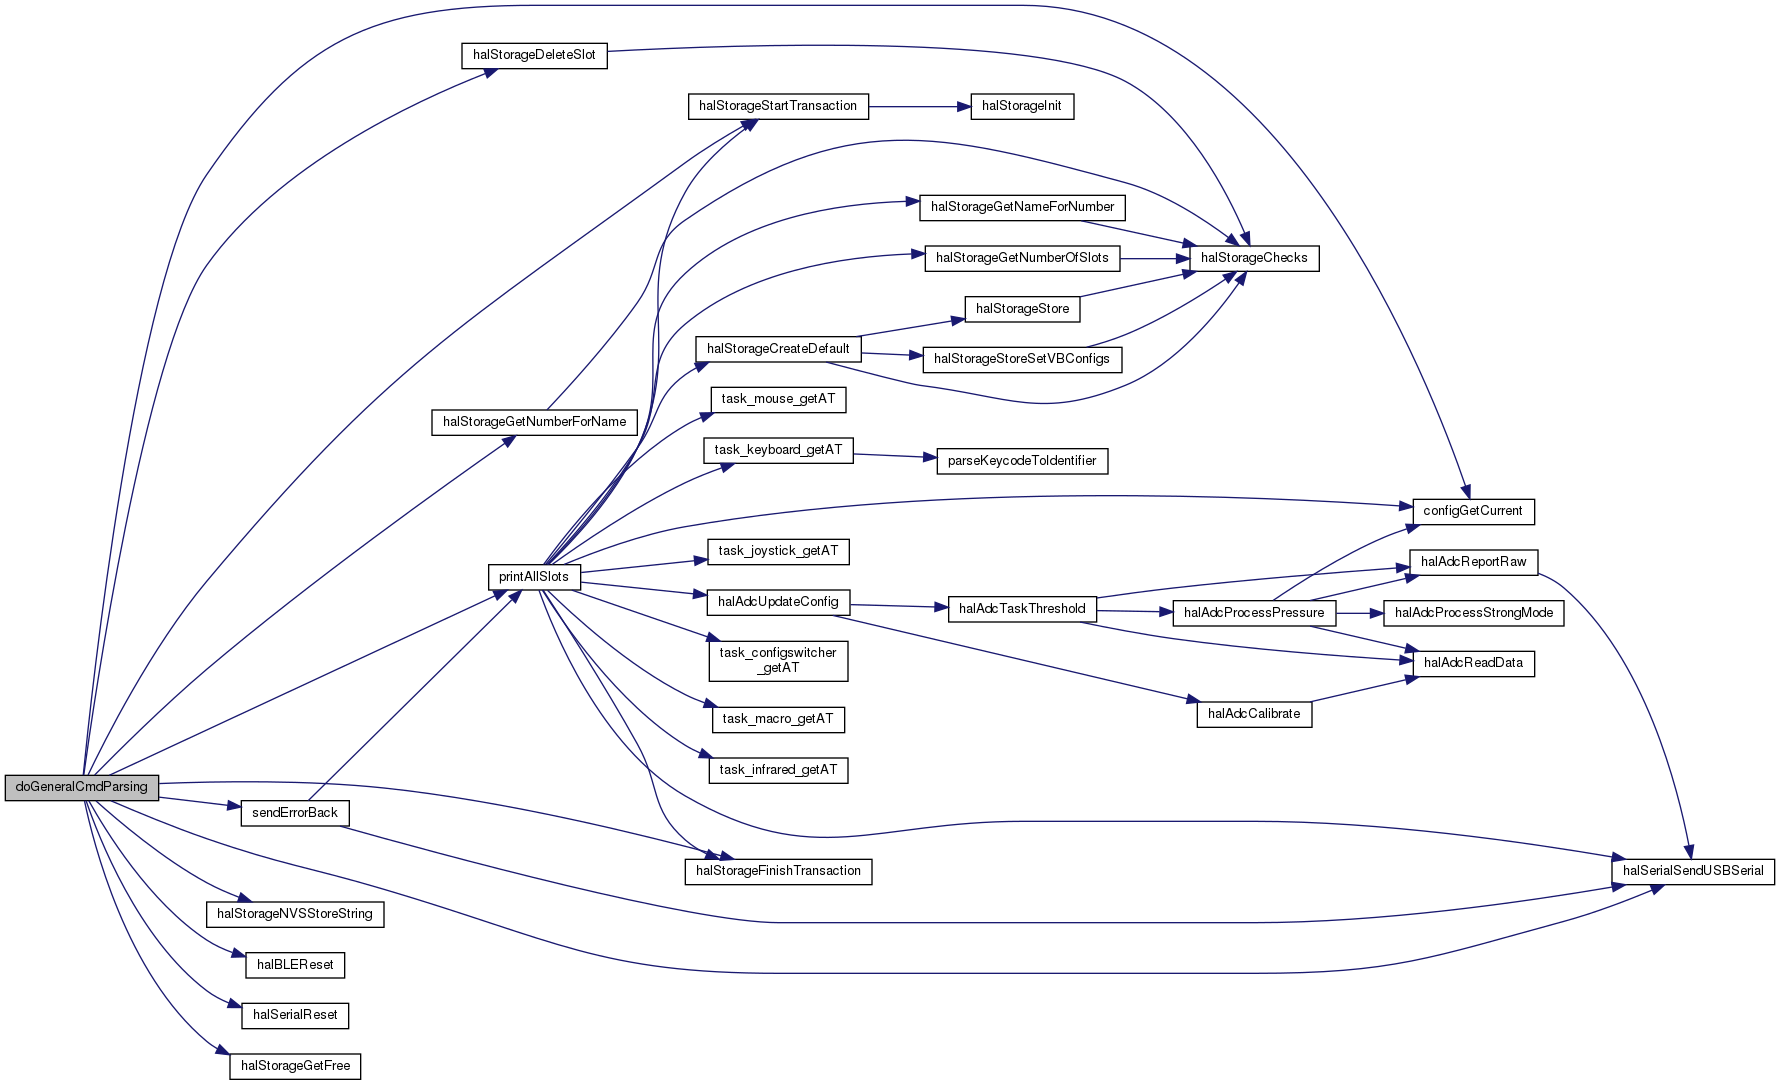 halStorageDeleteSlot
halStorageStartTransaction
halStorageInit
halStorageGetNameForNumber
halStorageGetNumberOfSlots
halStorageChecks
halStorageStore
halStorageCreateDefault
halStorageStoreSetVBConfigs
task_mouse_getAT
halStorageGetNumberForName
task_keyboard_getAT
parseKeycodeToIdentifier
configGetCurrent
task_joystick_getAT
halAdcReportRaw
printAllSlots
halAdcUpdateConfig
halAdcTaskThreshold
halAdcProcessPressure
halAdcProcessStrongMode
task_configswitcher
_getAT
halAdcReadData
task_macro_getAT
halAdcCalibrate
task_infrared_getAT
doGeneralCmdParsing
sendErrorBack
halStorageFinishTransaction
halSerialSendUSBSerial
halStorageNVSStoreString
halBLEReset
halSerialReset
halStorageGetFree